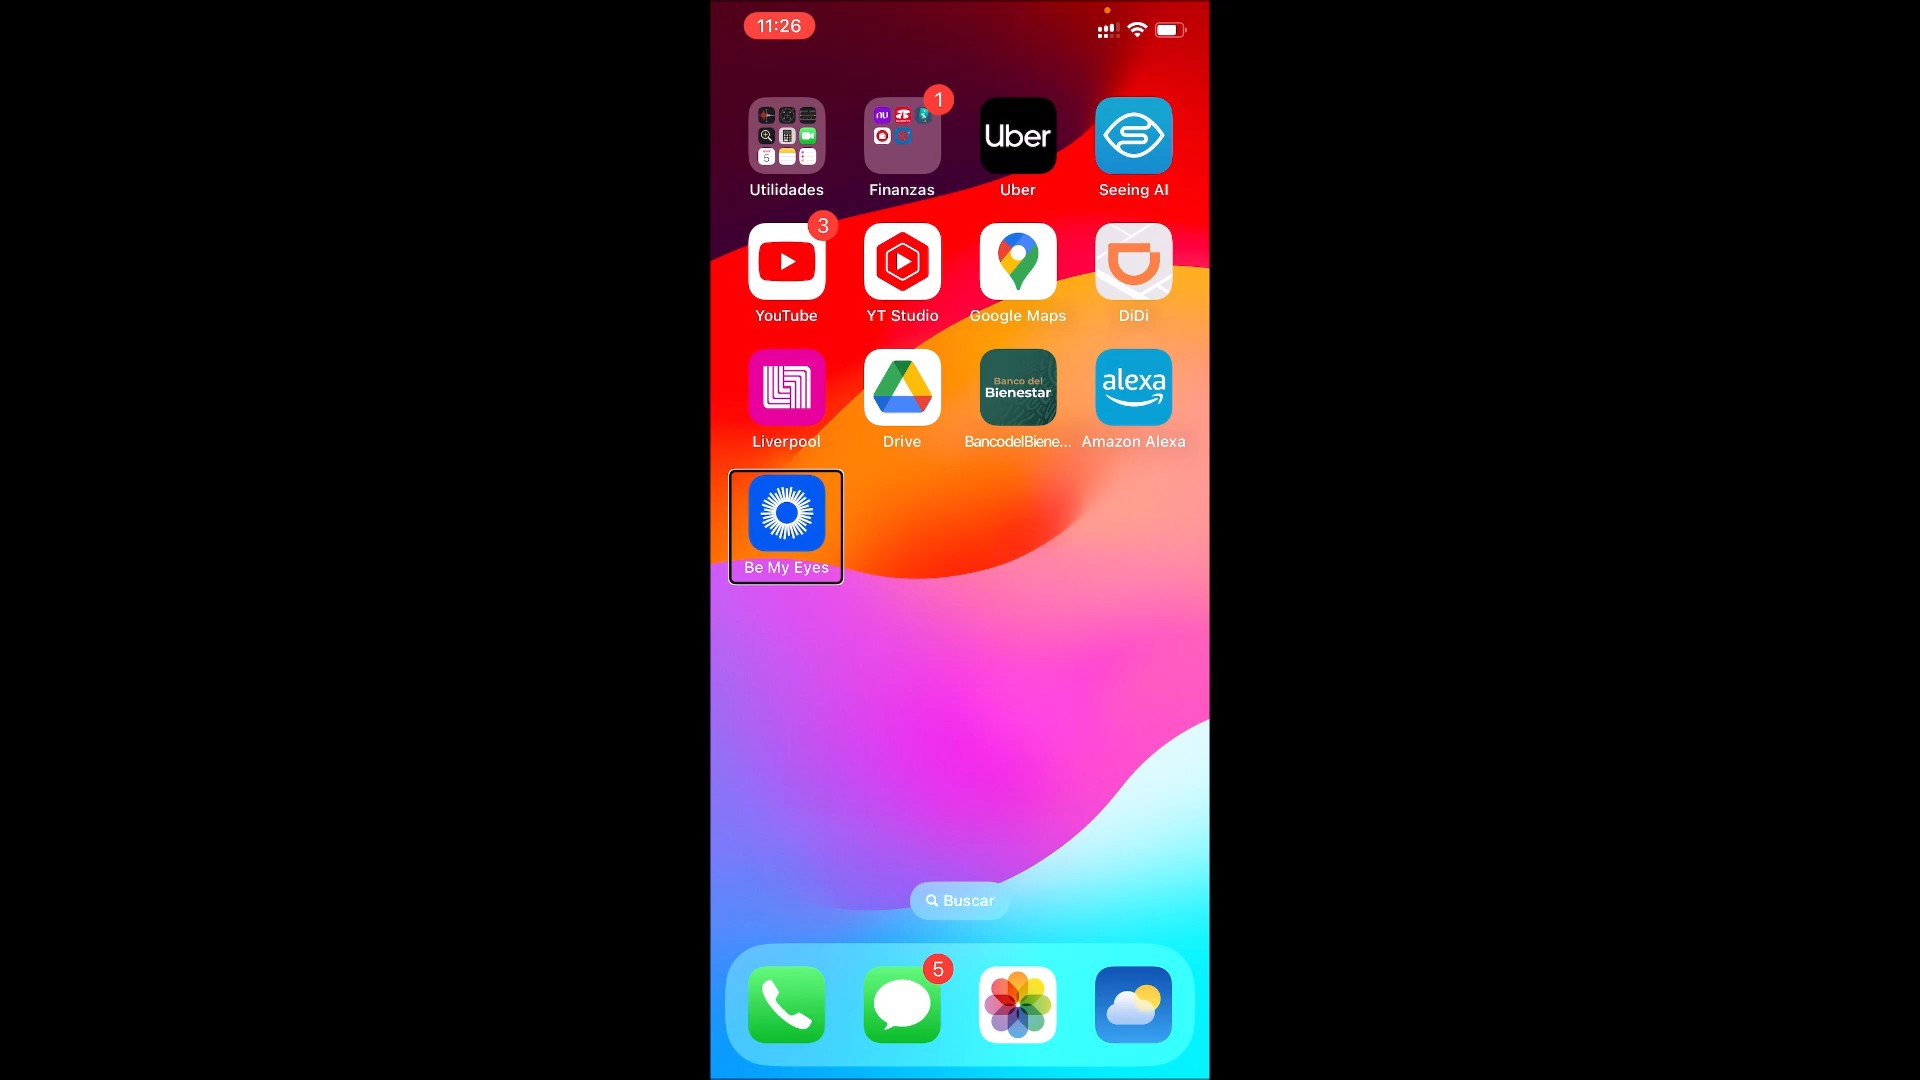 11:26
1
Uber
Utilidades Finanzas Uber Seeing AI
3
YouTube YT Studio Google Maps DiDi
Banco del
Bienestar
alexa
Liverpool Drive BancodelBiene... Amazon Alexa
Be My Eyes
Buscar
5